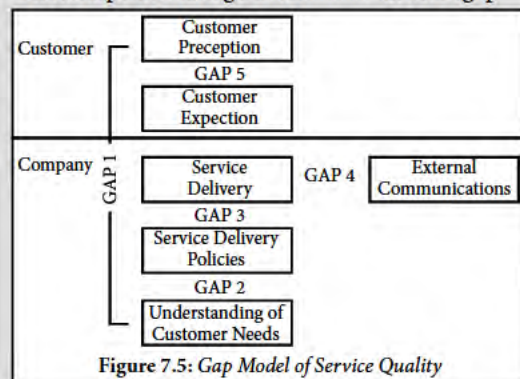 Customer
Customer
Preception
GAP 5
Customer
Expection
Company
GAP 1
Service
Delivery
GAP 4
External
Communications
GAP 3
Service Delivery
Policies
GAP 2
Understanding of
Customer Needs
Figure 7.5: Gap Model of Service Quality